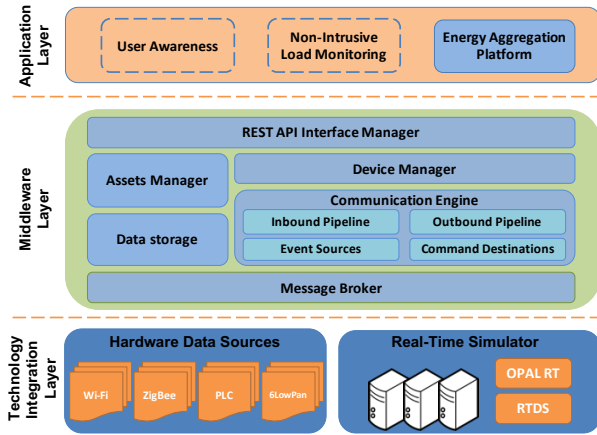 Application
Layer
User Awareness
Non-Intrusive
Load Monitoring
Energy Aggregation
Platform
Middleware
Layer
REST API Interface Manager
Assets Manager
Device Manager
Data storage
Communication Engine
Inbound Pipeline
Outbound Pipeline
Event Sources
Command Destinations
Message Broker
Technology
Integration
Layer
Hardware Data Sources
Wi-Fi
ZigBee
PLC
6LowPan
Real-Time Simulator
OPAL RT
RTDS